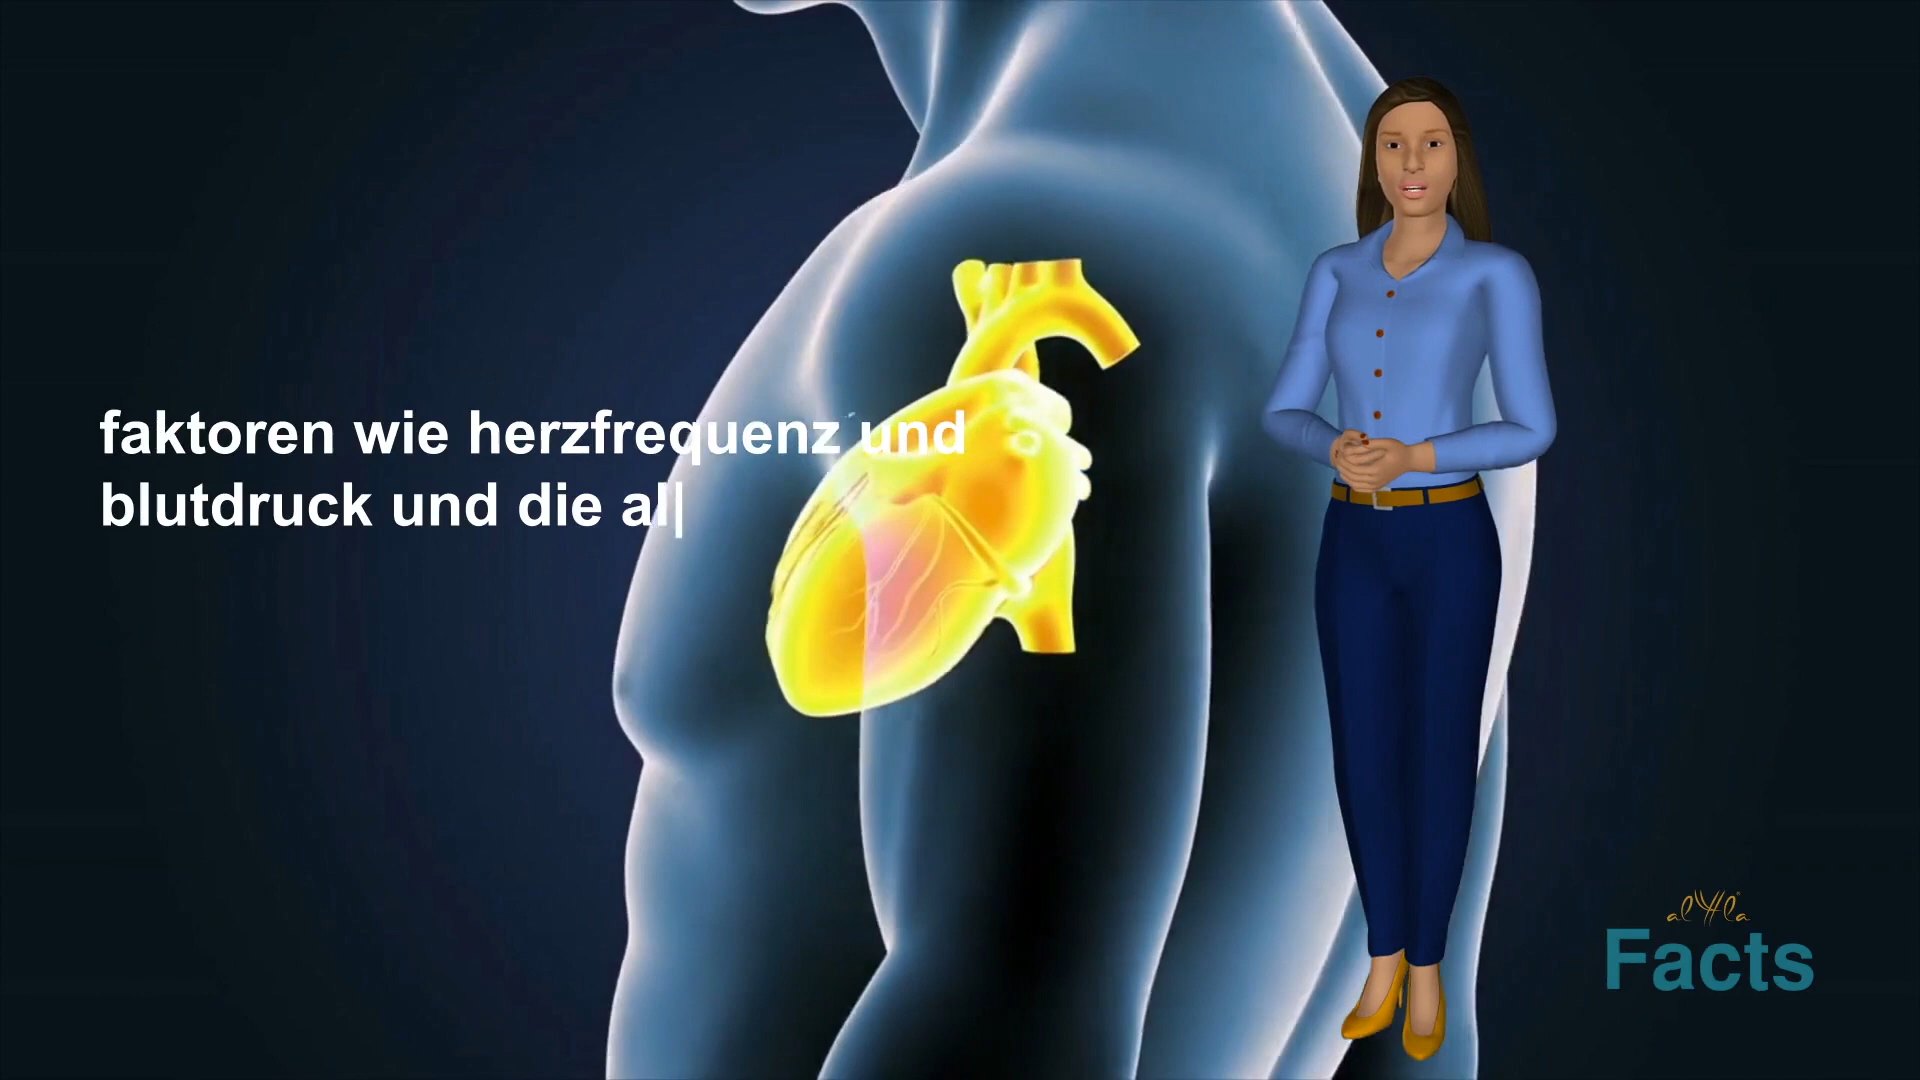 faktoren wie herzfrequenz und
blutdruck und die al
Facts